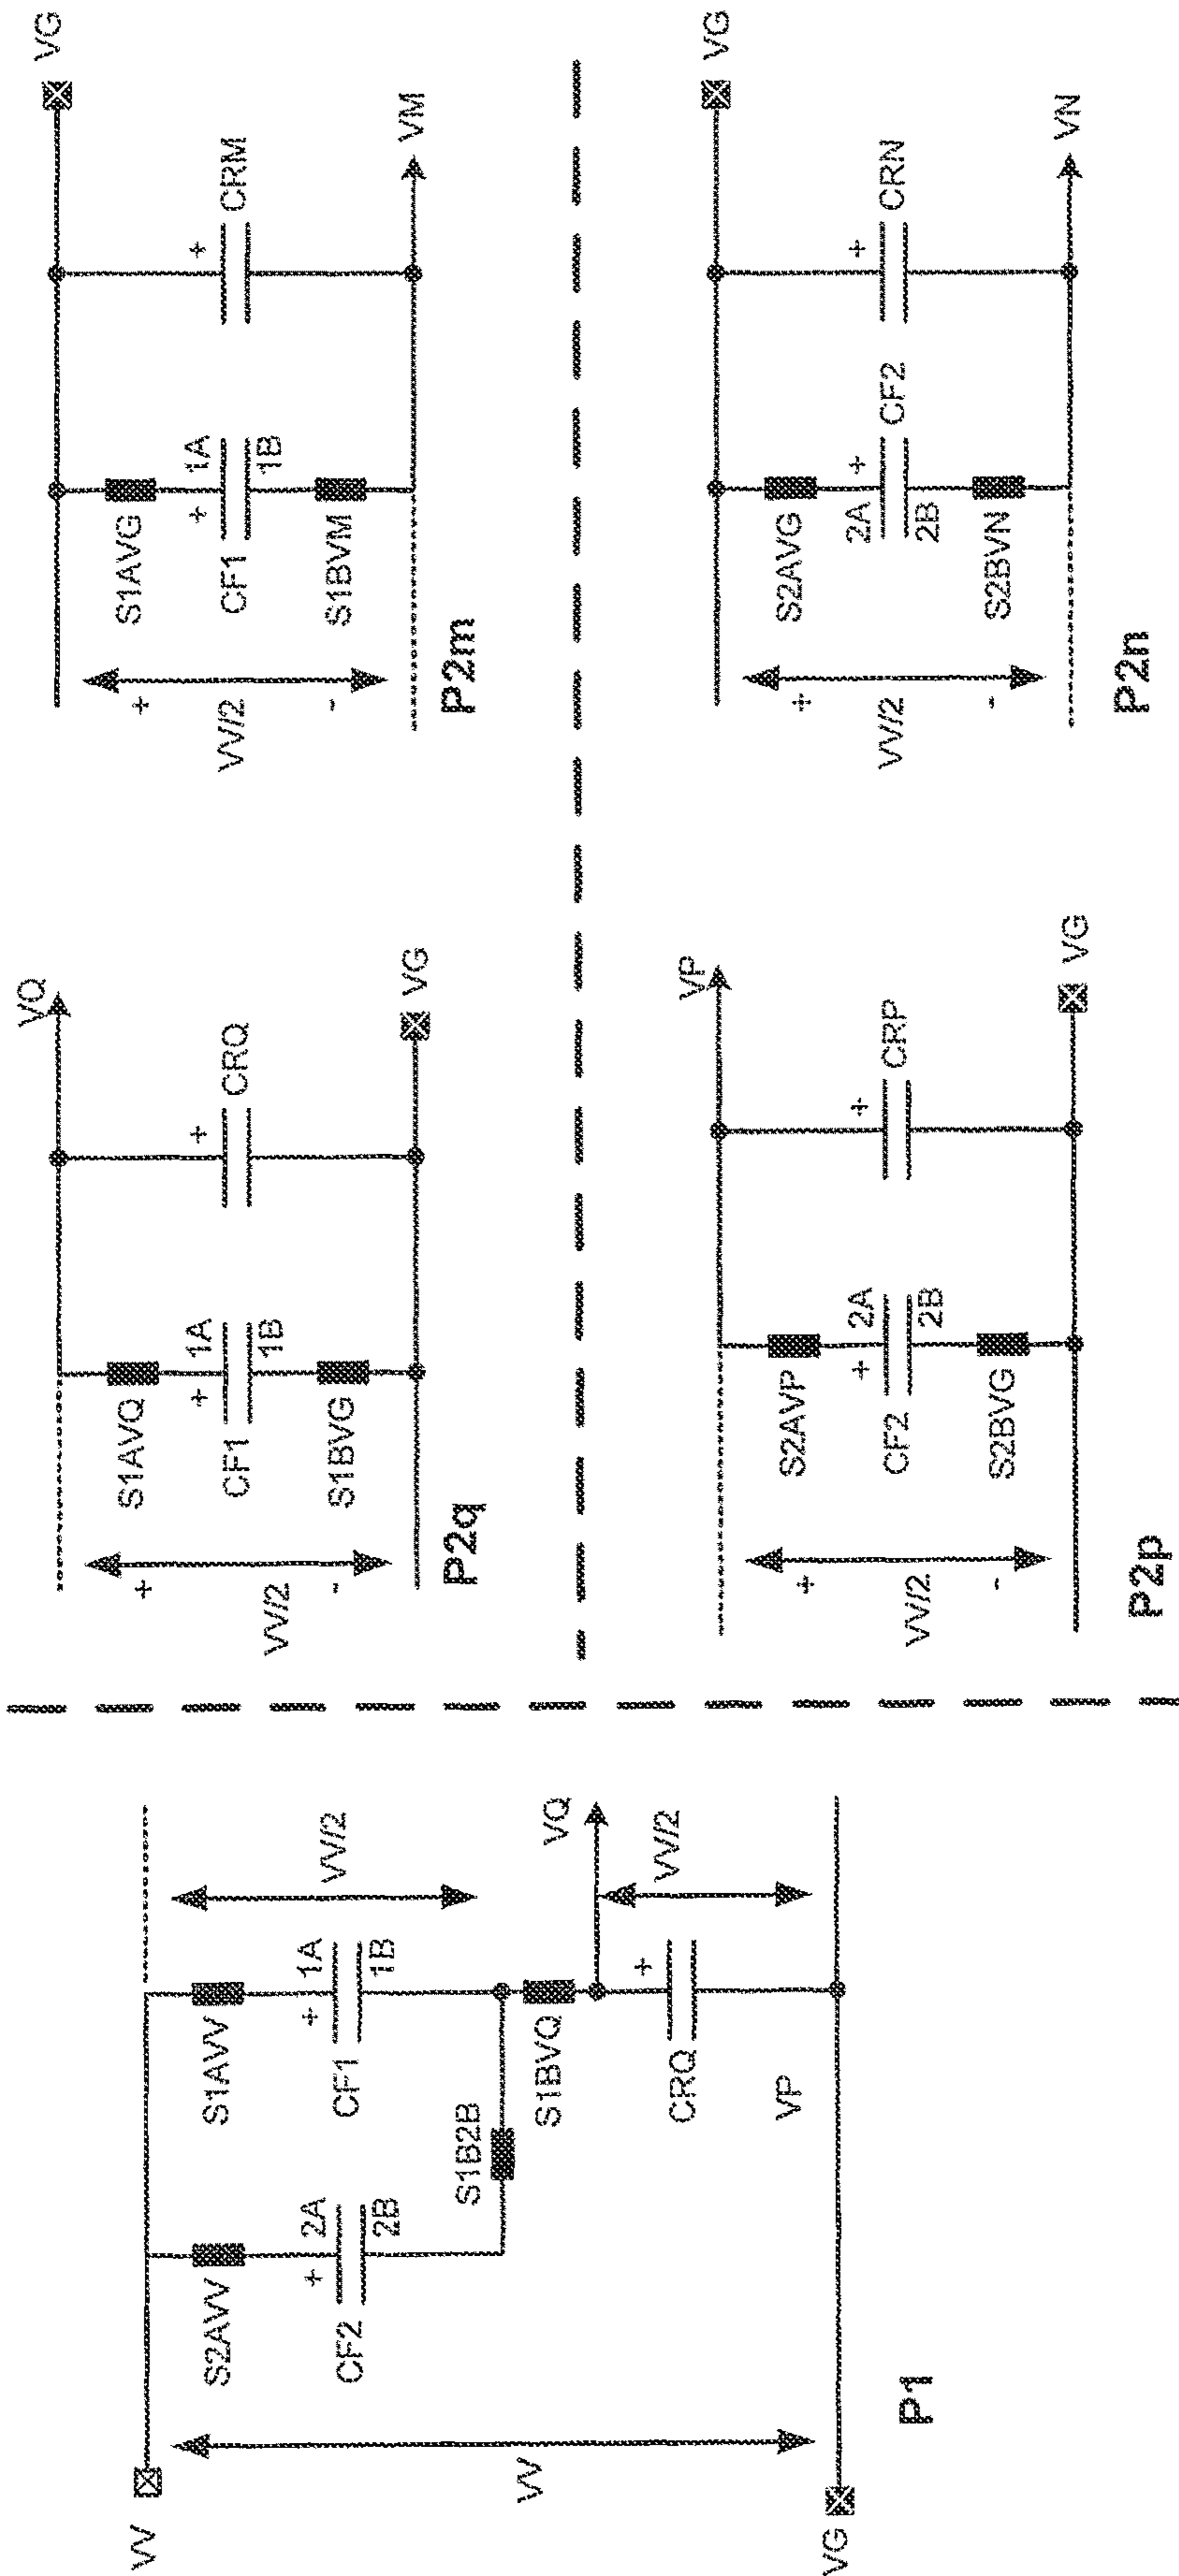 VV
S2AVV
S1AVV
+
2A
2B
CF2
+
1A
1B
CF1
S1B2B
S1BVQ
VV/2
VQ
VV/2
+
CRQ
VP
VV
VG
P1
VQ
S1AVQ
+
1A
1B
CF1
S1BVG
+
CRQ
+
VV/2
-
VG
P2q
VG
S1AVG
+
1A
1B
CF1
S1BVM
+
CRM
+
VV/2
-
VM
P2m
VP
S2AVP
+
2A
2B
CF2
S2BVG
+
CRP
+
VV/2
-
VG
P2p
VG
S2AVG
2A
+
2B
CF2
S2BVN
+
CRN
+
VV/2
-
VN
P2n